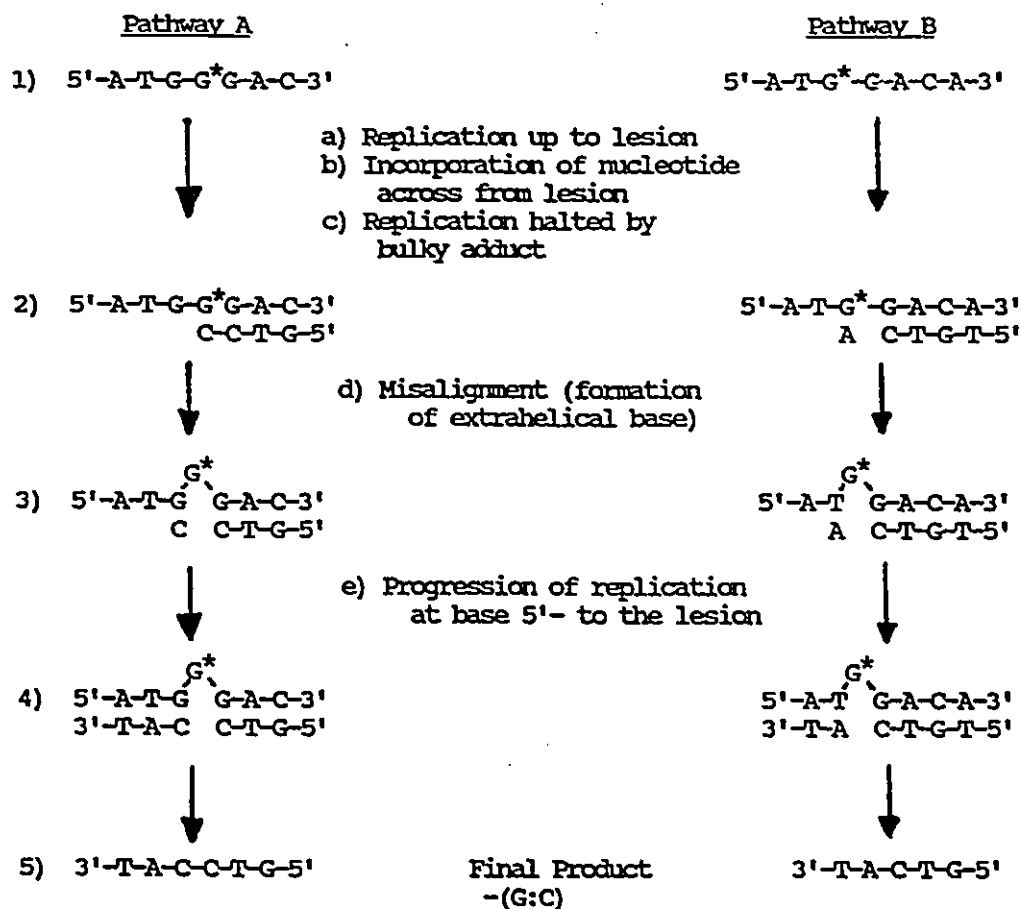 Pathway A
Pathway B
1) 5'-A-T-G-G*G-A-C-3'
5'-A-T-G*-G-A-C-A-3'
a) Replication up to lesion
b) Incorporation of nucleotide
across from lesion
c) Replication halted by
bulky adduct
2) 5'-A-T-G-G*G-A-C-3'
C-C-T-G-5'
5'-A-T-G*-G-A-C-A-3'
A C-T-G-T-5'
d) Misalignment (formation
of extrahelical base)
G*
3) 5'-A-T-G G-A-C-3'
C C-T-G-5'
G*
5'-A-T G-A-C-A-3'
A C-T-G-T-5'
e) Progression of replication
at base 5'- to the lesion
G*
4) 5'-A-T-G G-A-C-3'
3'-T-A-C C-T-G-5'
G*
5'-A-T G-A-C-A-3'
3'-T-A C-T-G-T-5'
5) 3'-T-A-C-C-T-G-5'
Final Product
-(G:C)
3'-T-A-C-T-G-5'